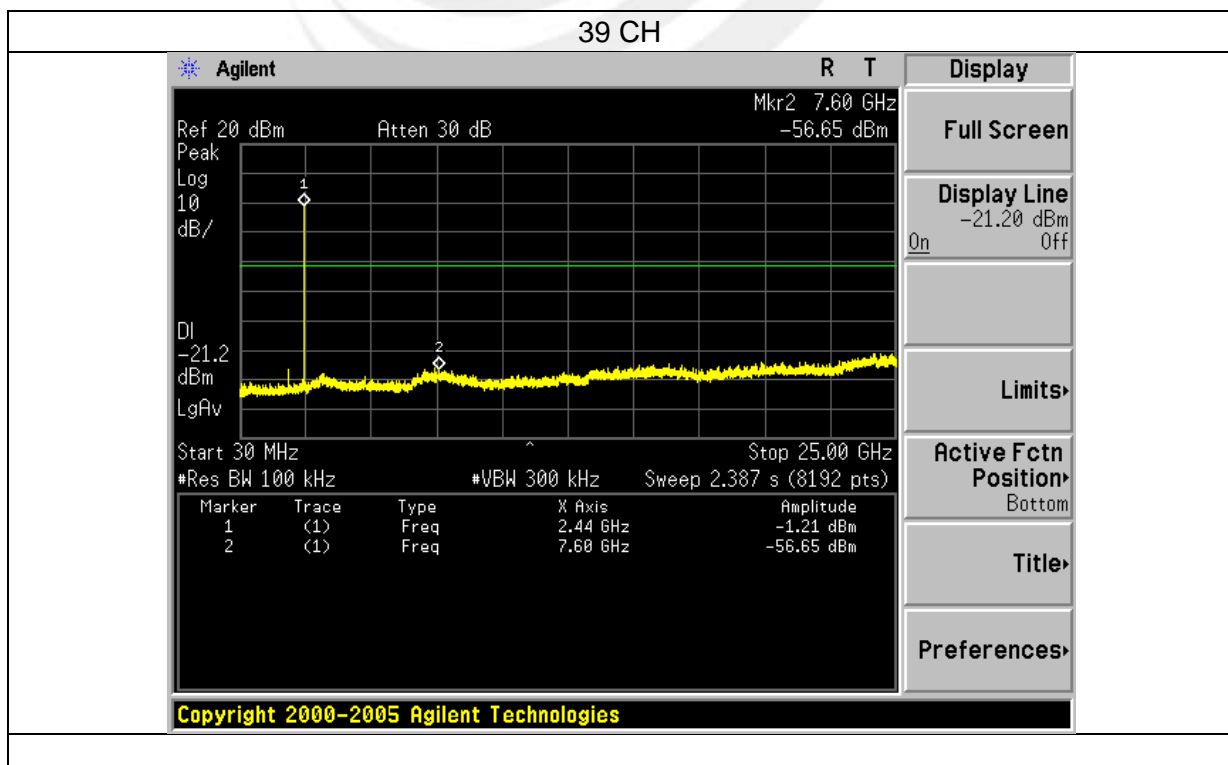 39 CH
Agilent
R T
Display
Mkr2 7.60 GHz
Ref 20 dBm
Atten 30 dB
-56.65 dBm
Full Screen
Peak
Log
10
dB/
1
Display Line
-21.20 dBm
On Off
DI
-21.2
dBm
LgAv
2
Limits
Start 30 MHz
^
Stop 25.00 GHz
#Res BW 100 kHz
#VBW 300 kHz
Sweep 2.387 s (8192 pts)
Active Fctn
Position
Bottom
Marker Trace Type X Axis Amplitude
1 (1) Freq 2.44 GHz -1.21 dBm
2 (1) Freq 7.60 GHz -56.65 dBm
Title
Preferences
Copyright 2000-2005 Agilent Technologies